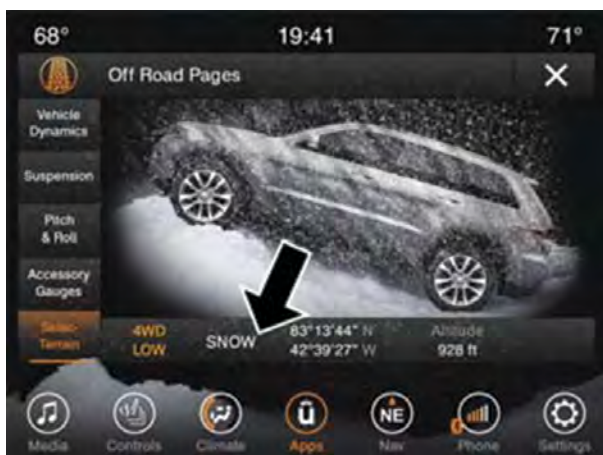 68° 19:41 71°
Off Road Pages
Vehicle
Dynamics
Suspension
Pitch
& Roll
Accessory
Gauges
Selec-
Terrain
4WD
LOW
SNOW
83°13'44" N
42°39'27" W
Altitude
928 ft
NE
Media Controls Climate Apps Nav Phone Settings